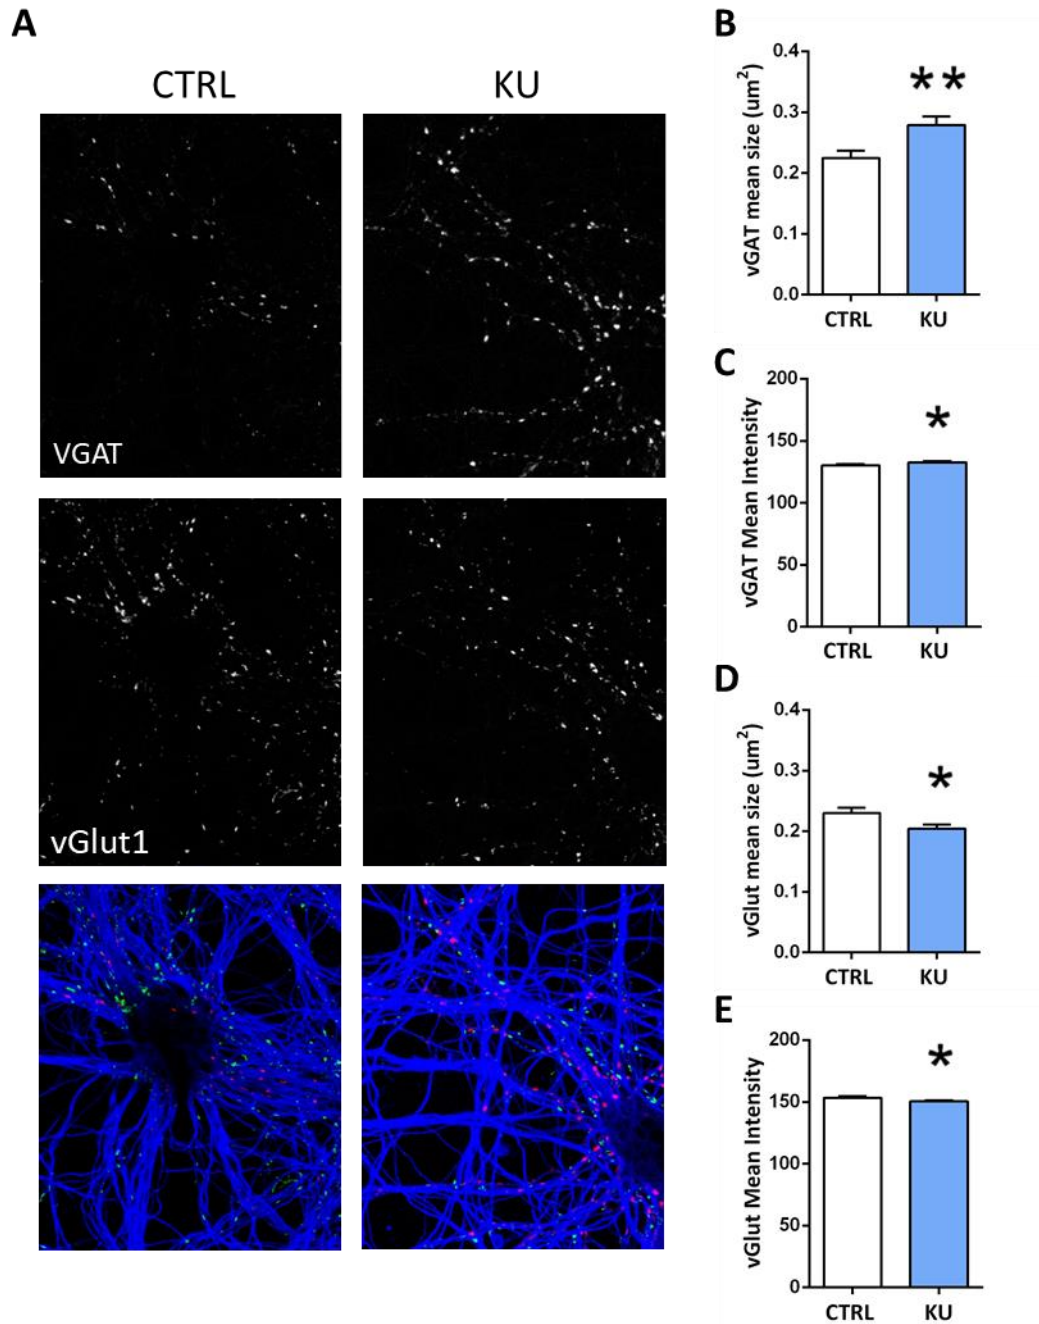 A
CTRL
KU
VGAT
vGlut1
B
vGAT mean size (um²)
0.4
0.3
0.2
0.1
0.0
**
CTRL
KU
C
vGAT Mean Intensity
200
150
100
50
0
*
CTRL
KU
D
vGlut mean size (um²)
0.4
0.3
0.2
0.1
0.0
*
CTRL
KU
E
vGlut Mean Intensity
200
150
100
50
0
*
CTRL
KU